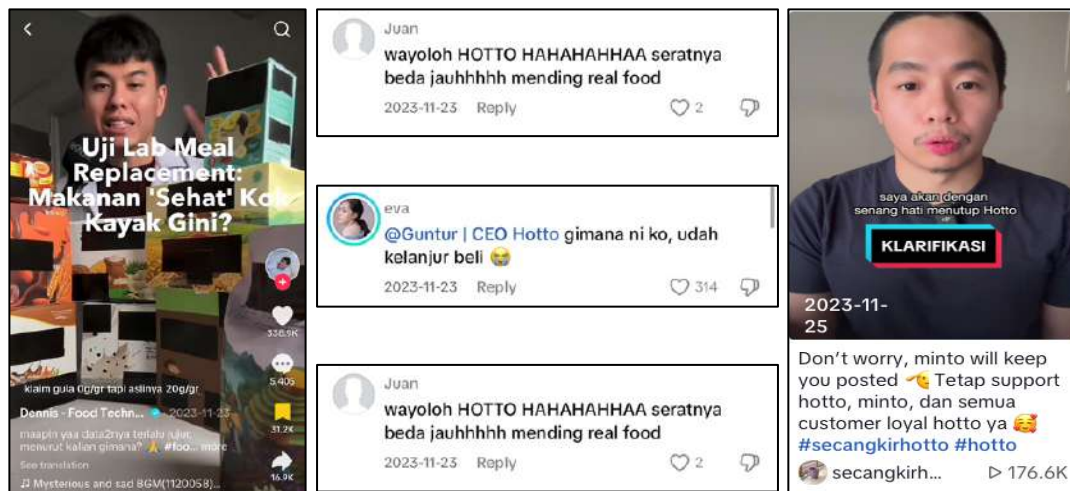 Uji Lab Meal
Replacement:
Makanan 'Sehat' Kok
Kayak Gini?
338.9K
5,405
31.2K
16.9K
klaim gula 0g/gr tapi aslinya 20g/gr
Dennis - Food Techn... · 2023-11-23
maapin yaa data2nya terlalu jujur,
menurut kalian gimana? 🙏 #foo... more
See translation
♫ Mysterious and sad BGM(1120058)...
Juan
wayoloh HOTTO HAHAHAHHAA seratnya
beda jauhhhhh mending real food
2023-11-23 Reply 2
eva
@Guntur | CEO Hotto gimana ni ko, udah
kelanjur beli 😭
2023-11-23 Reply 314
Juan
wayoloh HOTTO HAHAHAHHAA seratnya
beda jauhhhhh mending real food
2023-11-23 Reply 2
saya akan dengan
senang hati menutup Hotto
KLARIFIKASI
2023-11-
25
Don't worry, minto will keep
you posted 🫡 Tetap support
hotto, minto, dan semua
customer loyal hotto ya 🥰
#secangkirhotto #hotto
secangkirh... ▷ 176.6K